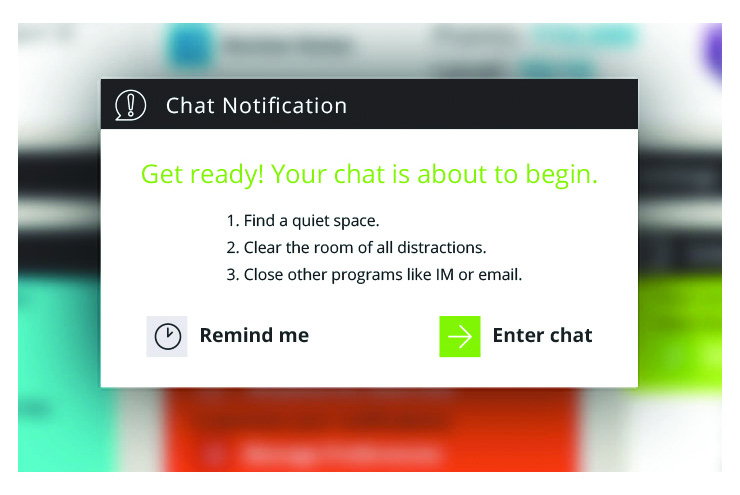 Chat Notification
Get ready! Your chat is about to begin.
1. Find a quiet space.
2. Clear the room of all distractions.
3. Close other programs like IM or email.
Remind me
Enter chat